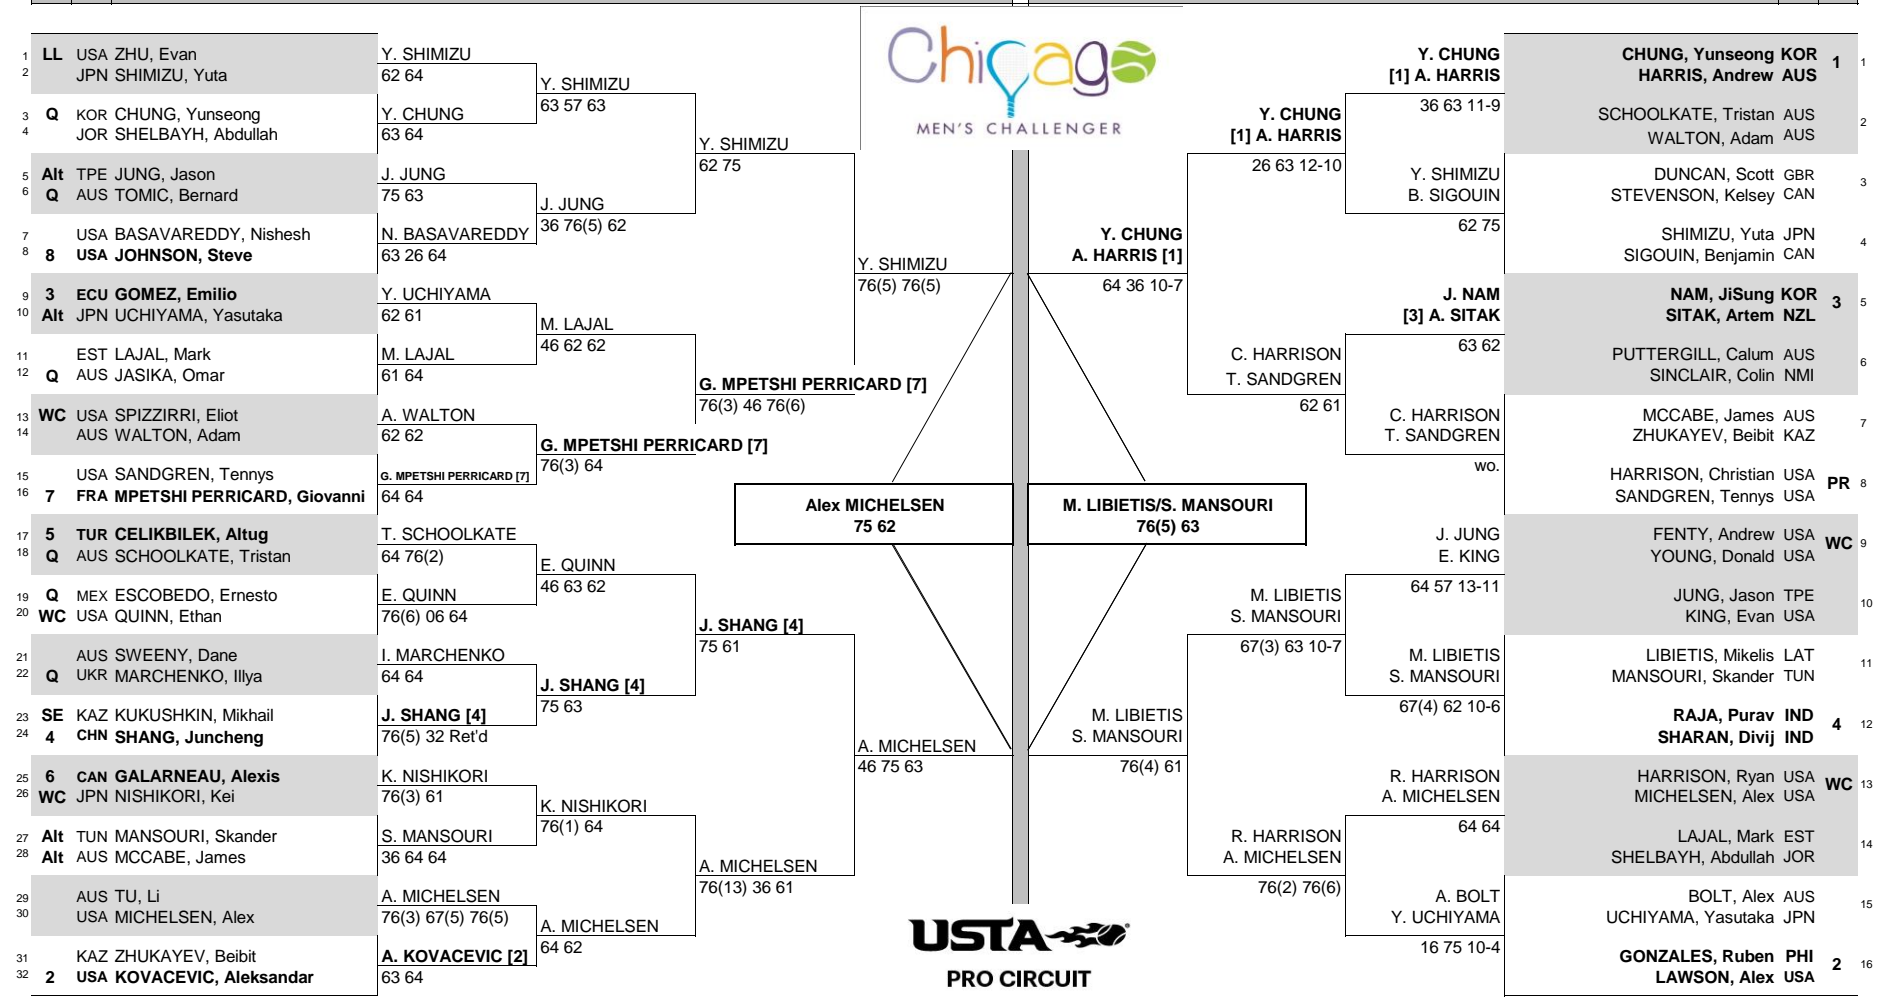 Chicago
MEN'S CHALLENGER
1 LL USA ZHU, Evan
2 JPN SHIMIZU, Yuta
3 Q KOR CHUNG, Yunseong
4 JOR SHELBAYH, Abdullah
5 Alt TPE JUNG, Jason
6 Q AUS TOMIC, Bernard
7 USA BASAVAREDDY, Nishesh
8 8 USA JOHNSON, Steve
9 3 ECU GOMEZ, Emilio
10 Alt JPN UCHIYAMA, Yasutaka
11 EST LAJAL, Mark
12 Q AUS JASIKA, Omar
13 WC USA SPIZZIRRI, Eliot
14 AUS WALTON, Adam
15 USA SANDGREN, Tennys
16 7 FRA MPETSHI PERRICARD, Giovanni
17 5 TUR CELIKBILEK, Altug
18 Q AUS SCHOOLKATE, Tristan
19 Q MEX ESCOBEDO, Ernesto
20 WC USA QUINN, Ethan
21 AUS SWEENY, Dane
22 Q UKR MARCHENKO, Illya
23 SE KAZ KUKUSHKIN, Mikhail
24 4 CHN SHANG, Juncheng
25 6 CAN GALARNEAU, Alexis
26 WC JPN NISHIKORI, Kei
27 Alt TUN MANSOURI, Skander
28 Alt AUS MCCABE, James
29 AUS TU, Li
30 USA MICHELSEN, Alex
31 KAZ ZHUKAYEV, Beibit
32 2 USA KOVACEVIC, Aleksandar
Y. SHIMIZU
62 64
Y. CHUNG
63 64
J. JUNG
75 63
N. BASAVAREDDY
63 26 64
Y. UCHIYAMA
62 61
M. LAJAL
61 64
A. WALTON
62 62
G. MPETSHI PERRICARD [7]
64 64
T. SCHOOLKATE
64 76(2)
E. QUINN
76(6) 06 64
I. MARCHENKO
64 64
J. SHANG [4]
76(5) 32 Ret'd
K. NISHIKORI
76(3) 61
S. MANSOURI
36 64 64
A. MICHELSEN
76(3) 67(5) 76(5)
A. KOVACEVIC [2]
63 64
Y. SHIMIZU
63 57 63
J. JUNG
36 76(5) 62
M. LAJAL
46 62 62
G. MPETSHI PERRICARD [7]
76(3) 64
E. QUINN
46 63 62
J. SHANG [4]
75 63
K. NISHIKORI
76(1) 64
A. MICHELSEN
64 62
Y. SHIMIZU
62 75
G. MPETSHI PERRICARD [7]
76(3) 46 76(6)
J. SHANG [4]
75 61
A. MICHELSEN
76(13) 36 61
Y. SHIMIZU
76(5) 76(5)
A. MICHELSEN
46 75 63
Alex MICHELSEN
75 62
M. LIBIETIS/S. MANSOURI
76(5) 63
Y. CHUNG
A. HARRIS [1]
64 36 10-7
M. LIBIETIS
S. MANSOURI
76(4) 61
Y. CHUNG
[1] A. HARRIS
26 63 12-10
C. HARRISON
T. SANDGREN
62 61
M. LIBIETIS
S. MANSOURI
67(3) 63 10-7
R. HARRISON
A. MICHELSEN
76(2) 76(6)
Y. CHUNG
[1] A. HARRIS
36 63 11-9
Y. SHIMIZU
B. SIGOUIN
62 75
J. NAM
[3] A. SITAK
63 62
C. HARRISON
T. SANDGREN
wo.
J. JUNG
E. KING
64 57 13-11
M. LIBIETIS
S. MANSOURI
67(4) 62 10-6
R. HARRISON
A. MICHELSEN
64 64
A. BOLT
Y. UCHIYAMA
16 75 10-4
CHUNG, Yunseong KOR
HARRIS, Andrew AUS
1 1
SCHOOLKATE, Tristan AUS
WALTON, Adam AUS
2
DUNCAN, Scott GBR
STEVENSON, Kelsey CAN
3
SHIMIZU, Yuta JPN
SIGOUIN, Benjamin CAN
4
NAM, JiSung KOR
SITAK, Artem NZL
3 5
PUTTERGILL, Calum AUS
SINCLAIR, Colin NMI
6
MCCABE, James AUS
ZHUKAYEV, Beibit KAZ
7
HARRISON, Christian USA
SANDGREN, Tennys USA
PR 8
FENTY, Andrew USA
YOUNG, Donald USA
WC 9
JUNG, Jason TPE
KING, Evan USA
10
LIBIETIS, Mikelis LAT
MANSOURI, Skander TUN
11
RAJA, Purav IND
SHARAN, Divij IND
4 12
HARRISON, Ryan USA
MICHELSEN, Alex USA
WC 13
LAJAL, Mark EST
SHELBAYH, Abdullah JOR
14
BOLT, Alex AUS
UCHIYAMA, Yasutaka JPN
15
GONZALES, Ruben PHI
LAWSON, Alex USA
2 16
USTA
PRO CIRCUIT